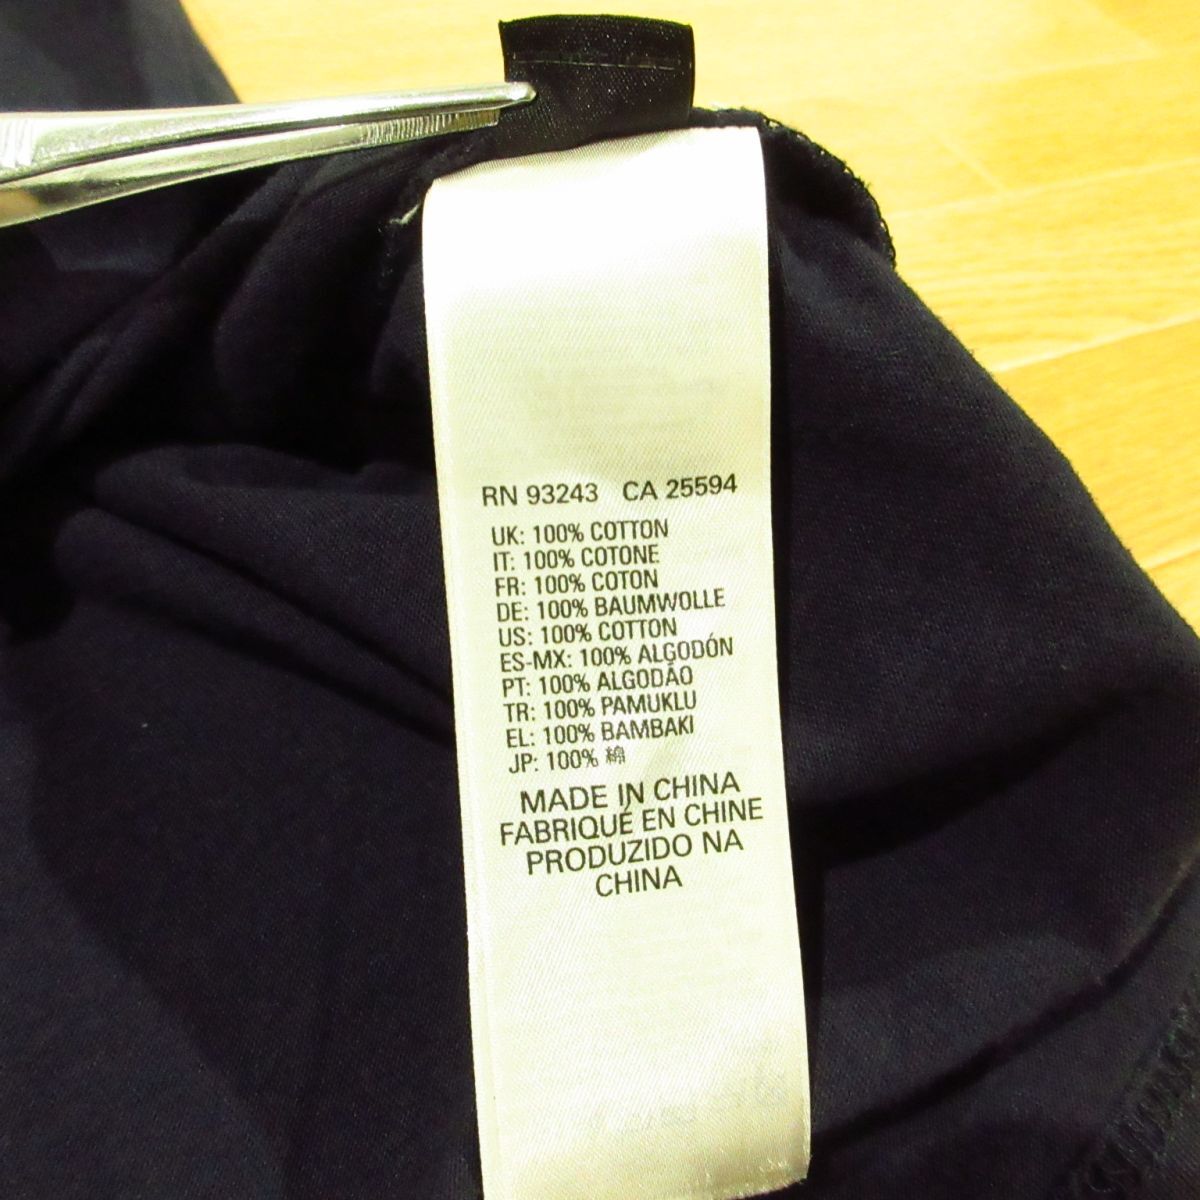 RN 93243 CA 25594
UK: 100% COTTON
IT: 100% COTONE
FR: 100% COTON
DE: 100% BAUMWOLLE
US: 100% COTTON
ES-MX: 100% ALGODÓN
PT: 100% ALGODÃO
TR: 100% PAMUKLU
EL: 100% BAMBAKI
JP: 100% 綿
MADE IN CHINA
FABRIQUÉ EN CHINE
PRODUZIDO NA
CHINA